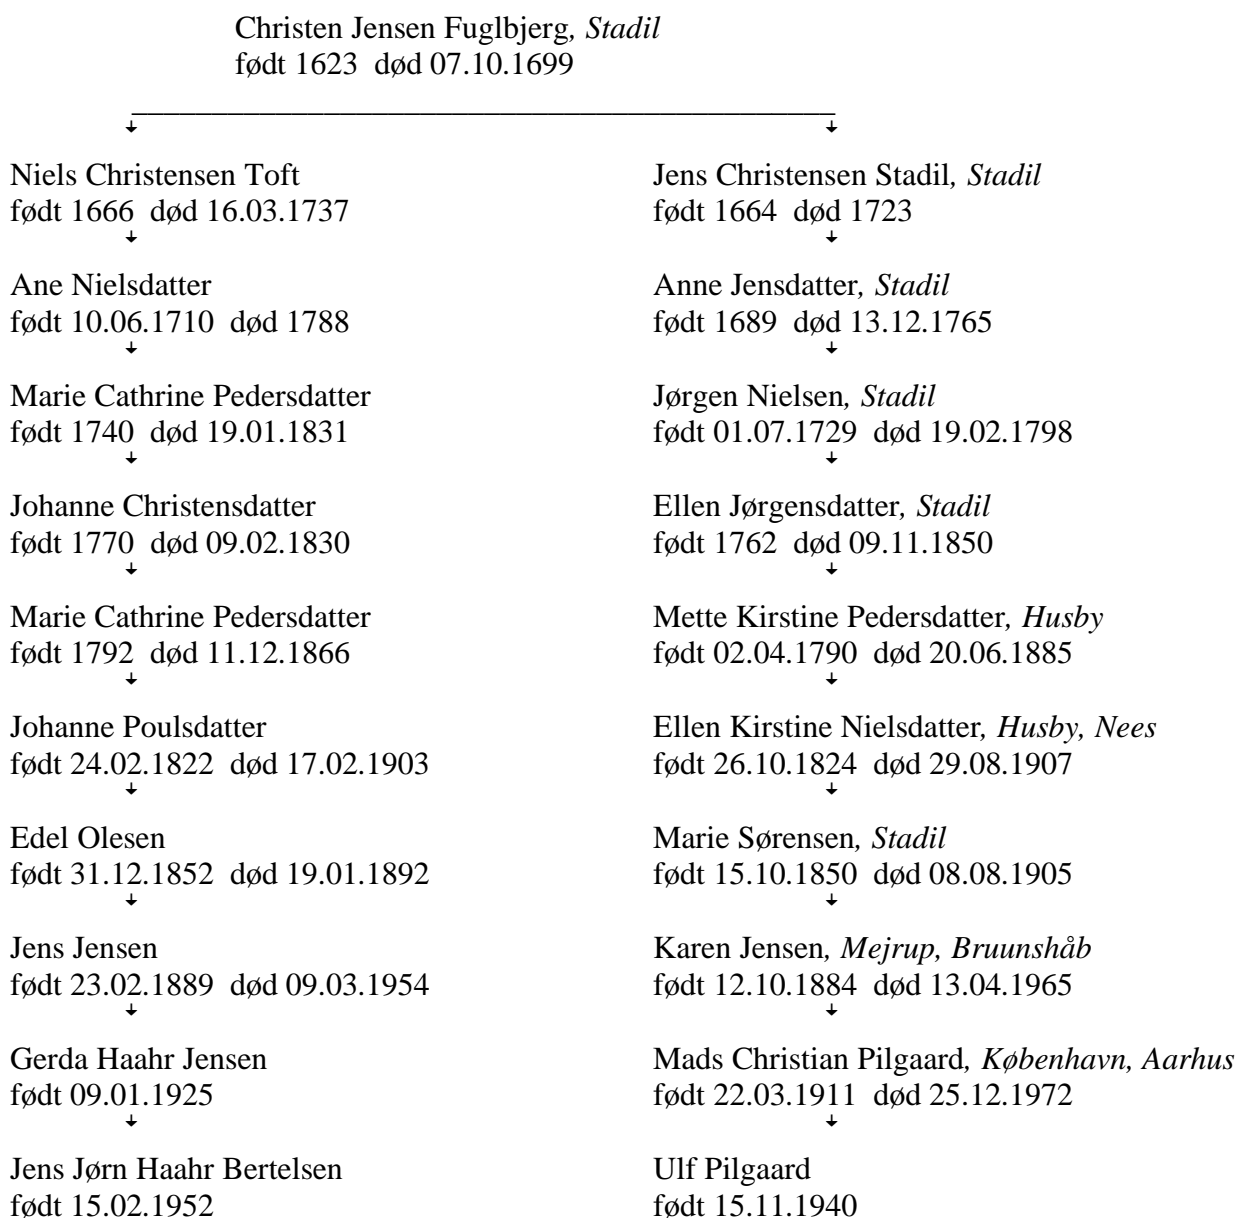 Christen Jensen Fuglbjerg, Stadil
født 1623 død 07.10.1699
Niels Christensen Toft
født 1666 død 16.03.1737
Ane Nielsdatter
født 10.06.1710 død 1788
Marie Cathrine Pedersdatter
født 1740 død 19.01.1831
Johanne Christensdatter
født 1770 død 09.02.1830
Marie Cathrine Pedersdatter
født 1792 død 11.12.1866
Johanne Poulsdatter
født 24.02.1822 død 17.02.1903
Edel Olesen
født 31.12.1852 død 19.01.1892
Jens Jensen
født 23.02.1889 død 09.03.1954
Gerda Haahr Jensen
født 09.01.1925
Jens Jørn Haahr Bertelsen
født 15.02.1952
Jens Christensen Stadil, Stadil
født 1664 død 1723
Anne Jensdatter, Stadil
født 1689 død 13.12.1765
Jørgen Nielsen, Stadil
født 01.07.1729 død 19.02.1798
Ellen Jørgensdatter, Stadil
født 1762 død 09.11.1850
Mette Kirstine Pedersdatter, Husby
født 02.04.1790 død 20.06.1885
Ellen Kirstine Nielsdatter, Husby, Nees
født 26.10.1824 død 29.08.1907
Marie Sørensen, Stadil
født 15.10.1850 død 08.08.1905
Karen Jensen, Mejrup, Bruunshåb
født 12.10.1884 død 13.04.1965
Mads Christian Pilgaard, København, Aarhus
født 22.03.1911 død 25.12.1972
Ulf Pilgaard
født 15.11.1940